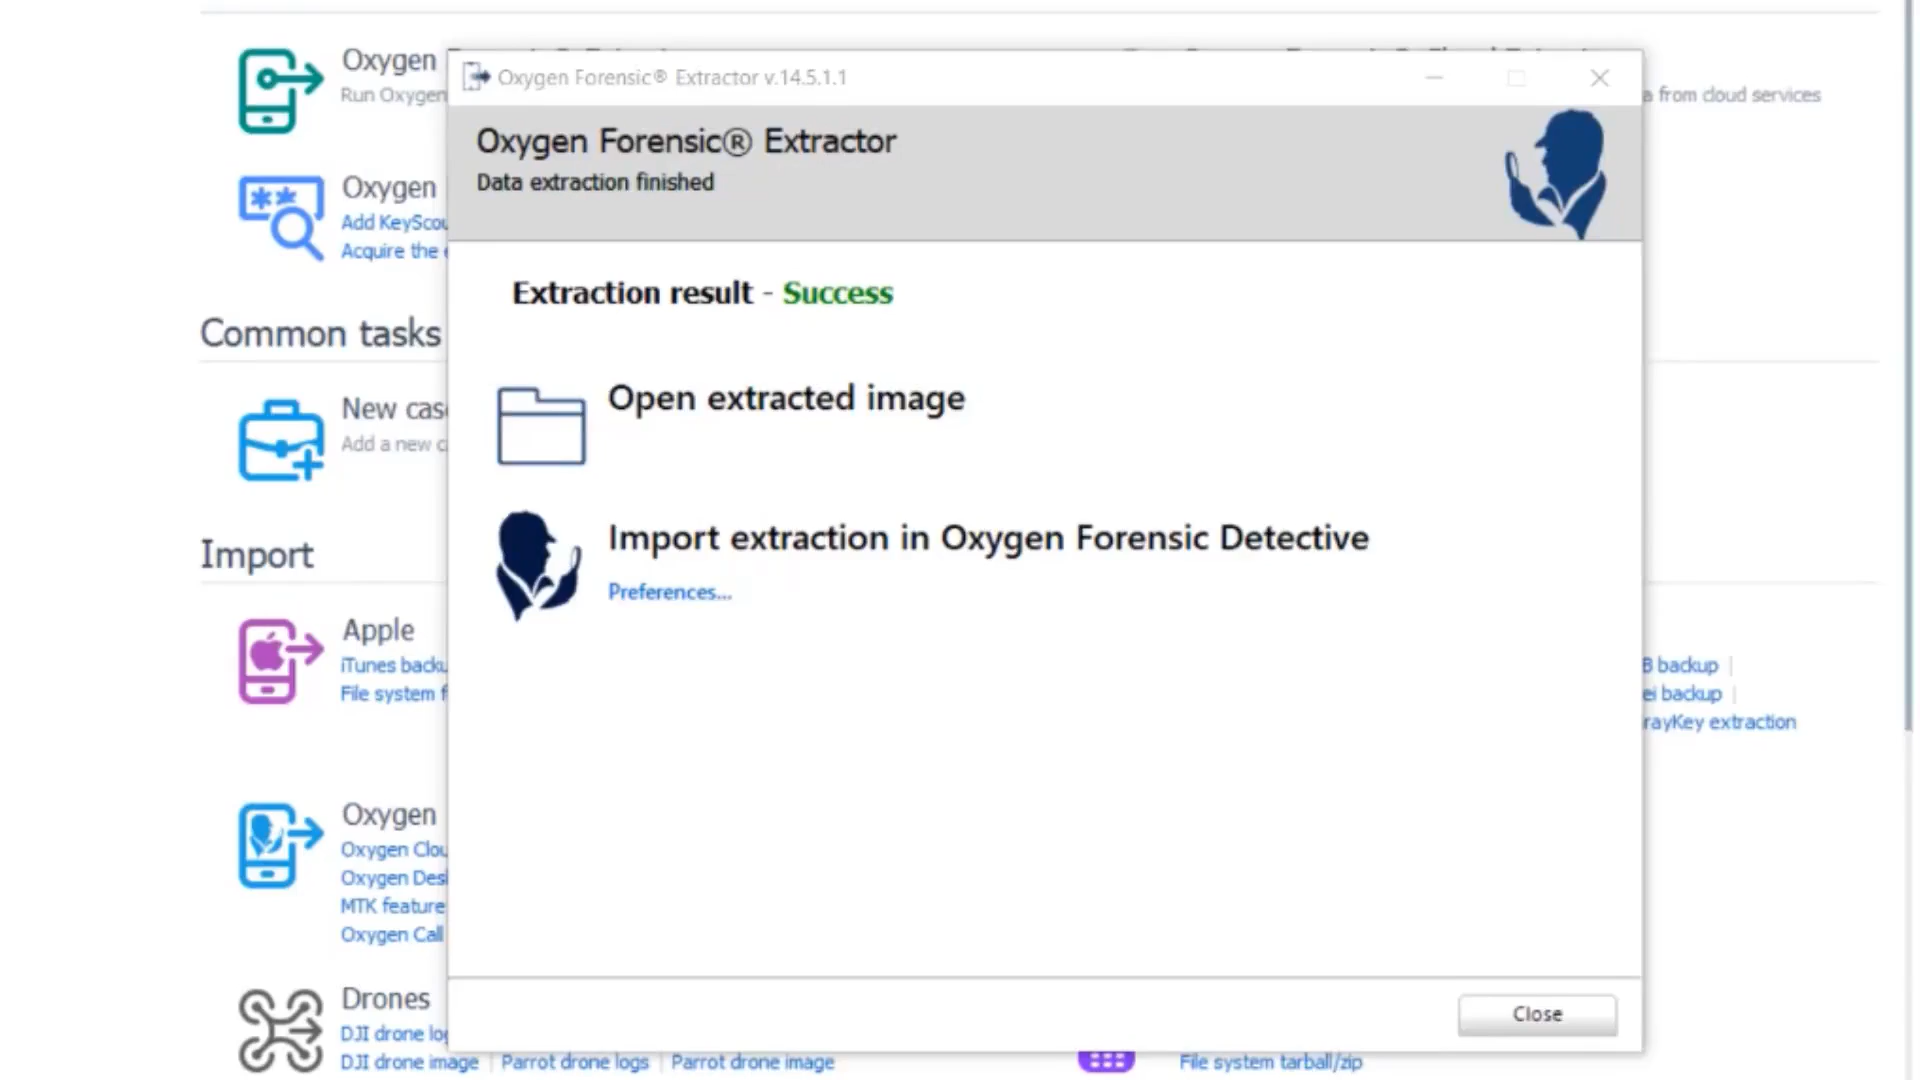 Oxygen
Run Oxygen
Oxygen
Add KeyScou
Acquire the
Common tasks
New cas
Add a new c
Import
Apple
iTunes backu
File system f
Oxygen
Oxygen Clou
Oxygen Des
MTK feature
Oxygen Call
Drones
DJI drone lo
DJI drone image | Parrot drone logs | Parrot drone image
Oxygen Forensic® Extractor v.14.5.1.1
Oxygen Forensic® Extractor
Data extraction finished
Extraction result - Success
Open extracted image
Import extraction in Oxygen Forensic Detective
Preferences...
Close
a from cloud services
B backup |
ei backup |
rayKey extraction
File system tarball/zip